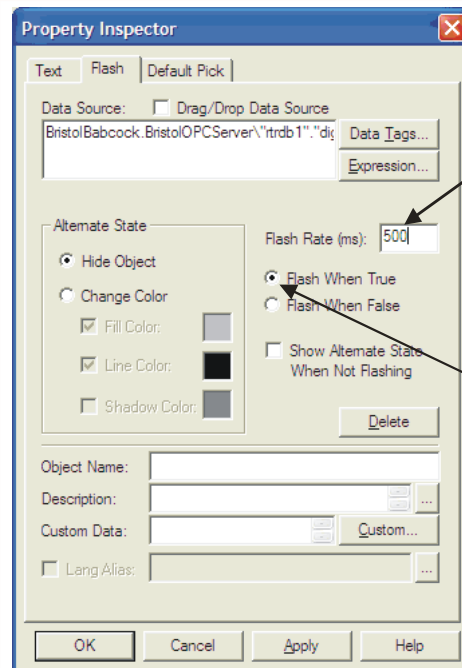 Property Inspector
Text Flash Default Pick
Data Source: Drag/Drop Data Source
BristolBabcock.BristolOPCServer\"rtrdb1"."dig
Data Tags...
Expression...
Alternate State
Hide Object
Change Color
Fill Color:
Line Color:
Shadow Color:
Flash Rate (ms): 500
Flash When True
Flash When False
Show Alternate State
When Not Flashing
Delete
Object Name:
Description: ...
Custom Data: Custom...
Lang Alias: ...
OK Cancel Apply Help